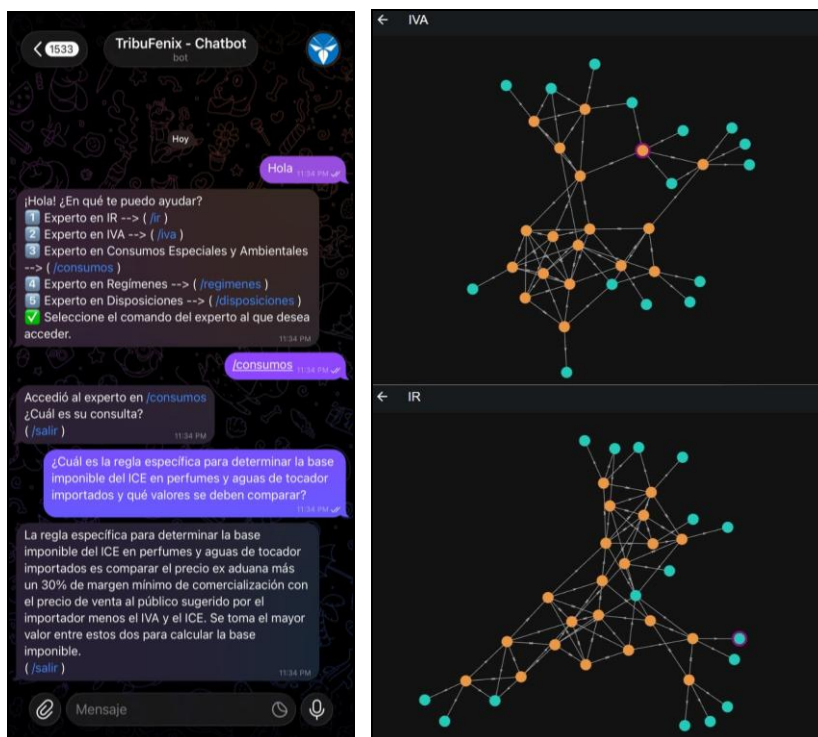 1533
TribuFenix - Chatbot
bot
Hoy
Hola 11:34 PM
¡Hola! ¿En qué te puedo ayudar?
1 Experto en IR --> ( /ir )
2 Experto en IVA --> ( /iva )
3 Experto en Consumos Especiales y Ambientales
--> ( /consumos )
4 Experto en Regímenes --> ( /regimenes )
5 Experto en Disposiciones --> ( /disposiciones )
✅ Seleccione el comando del experto al que desea
acceder.
11:34 PM
/consumos 11:34 PM
Accedió al experto en /consumos
¿Cuál es su consulta?
( /salir )
11:34 PM
¿Cuál es la regla específica para determinar la base
imponible del ICE en perfumes y aguas de tocador
importados y qué valores se deben comparar?
11:34 PM
La regla específica para determinar la base
imponible del ICE en perfumes y aguas de tocador
importados es comparar el precio ex aduana más
un 30% de margen mínimo de comercialización con
el precio de venta al público sugerido por el
importador menos el IVA y el ICE. Se toma el mayor
valor entre estos dos para calcular la base
imponible.
( /salir )
11:34 PM
Mensaje
IVA
IR